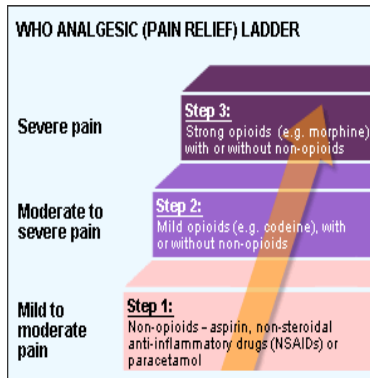 WHO ANALGESIC (PAIN RELIEF) LADDER
Severe pain
Step 3:
Strong opioids (e.g. morphine),
with or without non-opioids
Moderate to
severe pain
Step 2:
Mild opioids (e.g. codeine), with
or without non-opioids
Mild to
moderate
pain
Step 1:
Non-opioids – aspirin, non-steroidal
anti-inflammatory drugs (NSAIDs) or
paracetamol